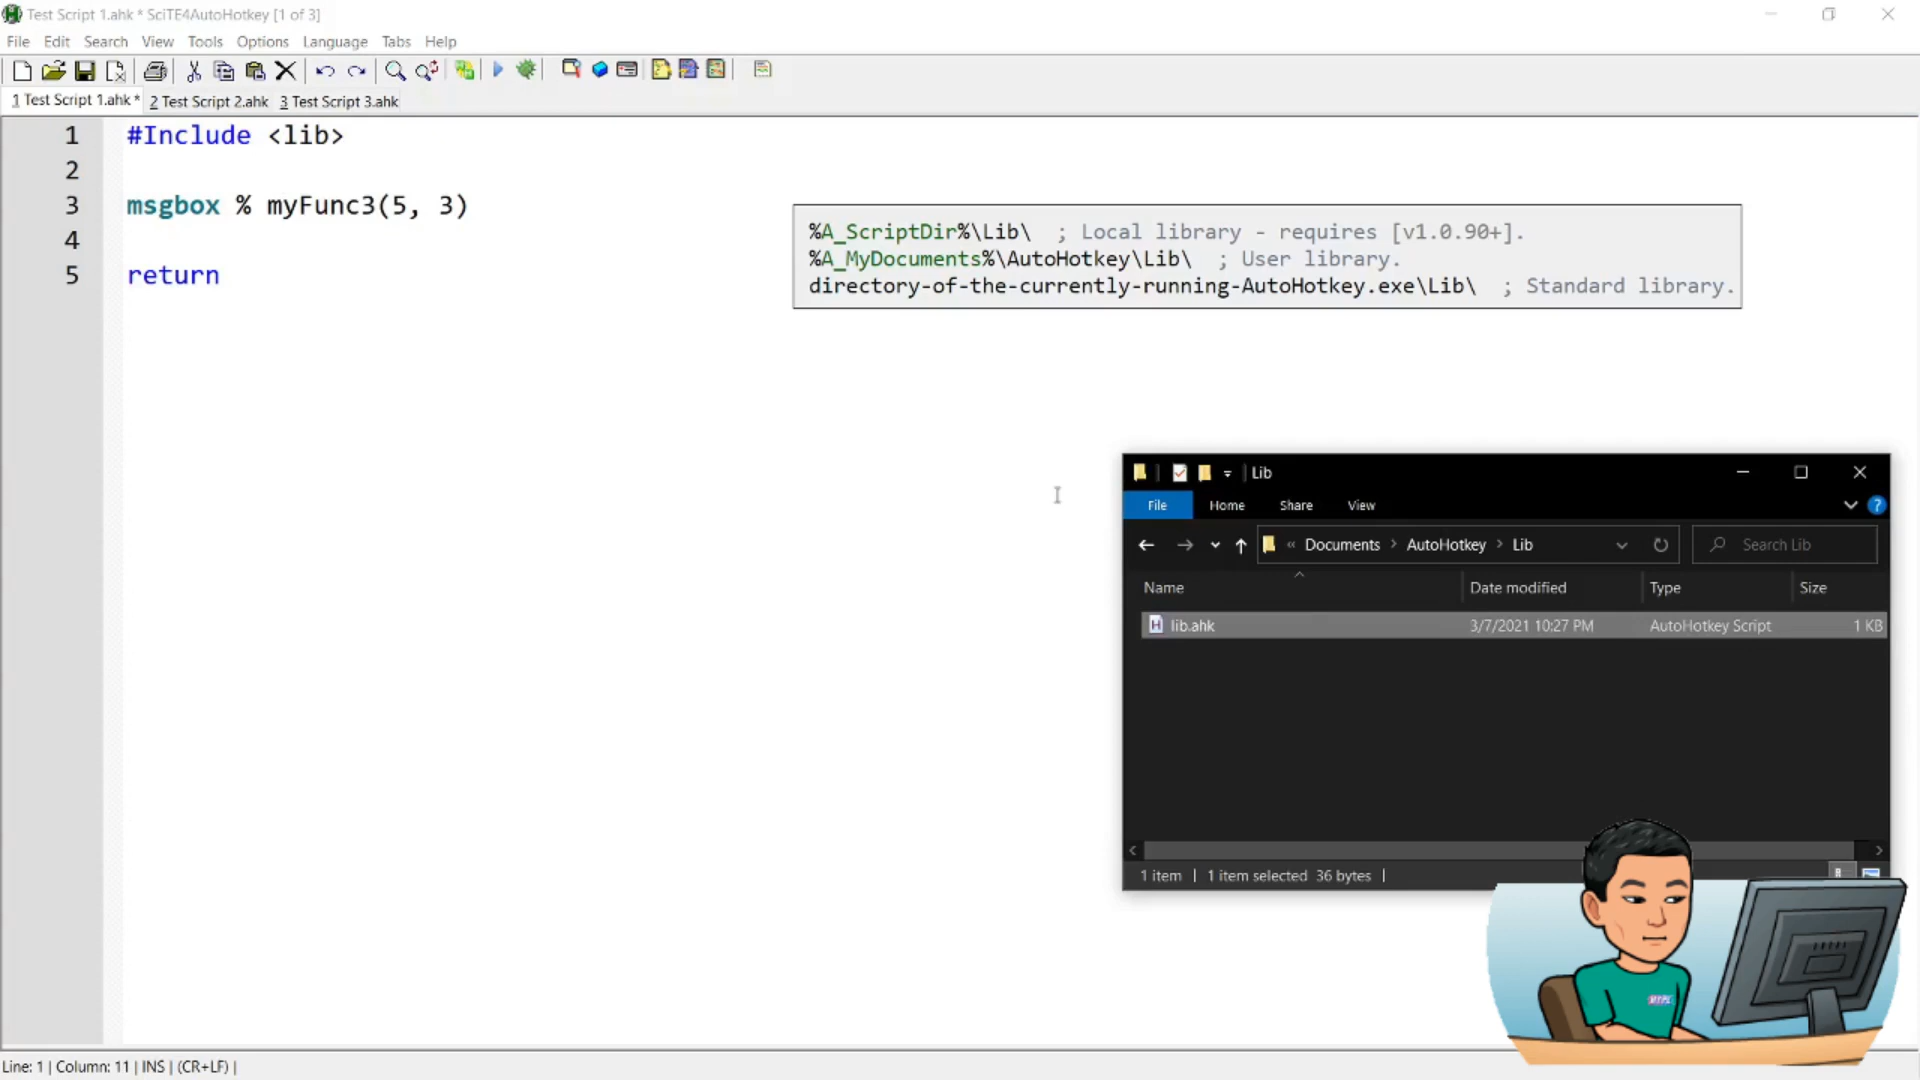 Test Script 1.ahk * SciTE4AutoHotkey [1 of 3]
File Edit Search View Tools Options Language Tabs Help
1 Test Script 1.ahk * 2 Test Script 2.ahk 3 Test Script 3.ahk
1 #Include <lib>
2
3 msgbox % myFunc3(5, 3)
4
5 return
%A_ScriptDir%\Lib\ ; Local library - requires [v1.0.90+].
%A_MyDocuments%\AutoHotkey\Lib\ ; User library.
directory-of-the-currently-running-AutoHotkey.exe\Lib\ ; Standard library.
Lib
File Home Share View
« Documents > AutoHotkey > Lib
Search Lib
Name Date modified Type Size
lib.ahk 3/7/2021 10:27 PM AutoHotkey Script 1 KB
1 item | 1 item selected 36 bytes |
Line: 1 | Column: 11 | INS | (CR+LF) |